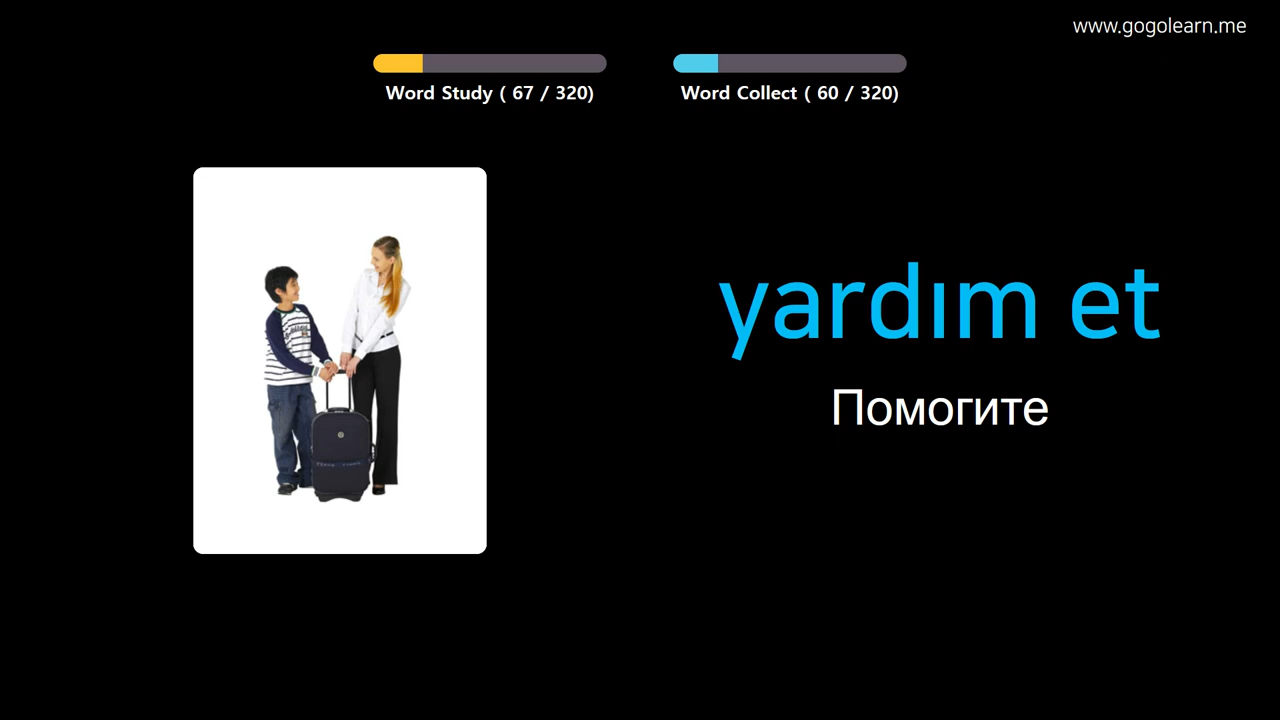 www.gogolearn.me
Word Study ( 67 / 320)
Word Collect ( 60 / 320)
yardım et
Помогите